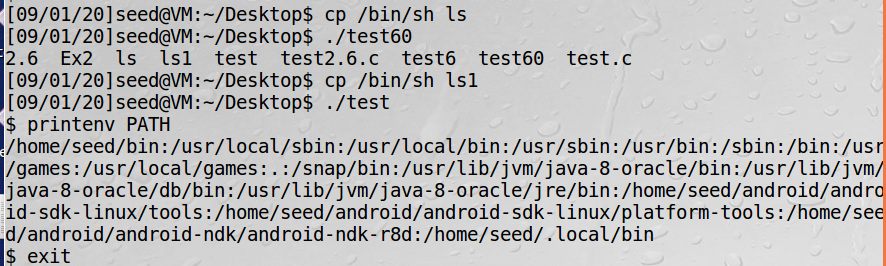 [09/01/20]seed@VM:~/Desktop$ cp /bin/sh ls
[09/01/20]seed@VM:~/Desktop$ ./test60
2.6  Ex2  ls  ls1  test  test2.6.c  test6  test60  test.c
[09/01/20]seed@VM:~/Desktop$ cp /bin/sh ls1
[09/01/20]seed@VM:~/Desktop$ ./test
$ printenv PATH
/home/seed/bin:/usr/local/sbin:/usr/local/bin:/usr/sbin:/usr/bin:/sbin:/bin:/usr
/games:/usr/local/games:.:/snap/bin:/usr/lib/jvm/java-8-oracle/bin:/usr/lib/jvm/
java-8-oracle/db/bin:/usr/lib/jvm/java-8-oracle/jre/bin:/home/seed/android/andro
id-sdk-linux/tools:/home/seed/android/android-sdk-linux/platform-tools:/home/see
d/android/android-ndk/android-ndk-r8d:/home/seed/.local/bin
$ exit